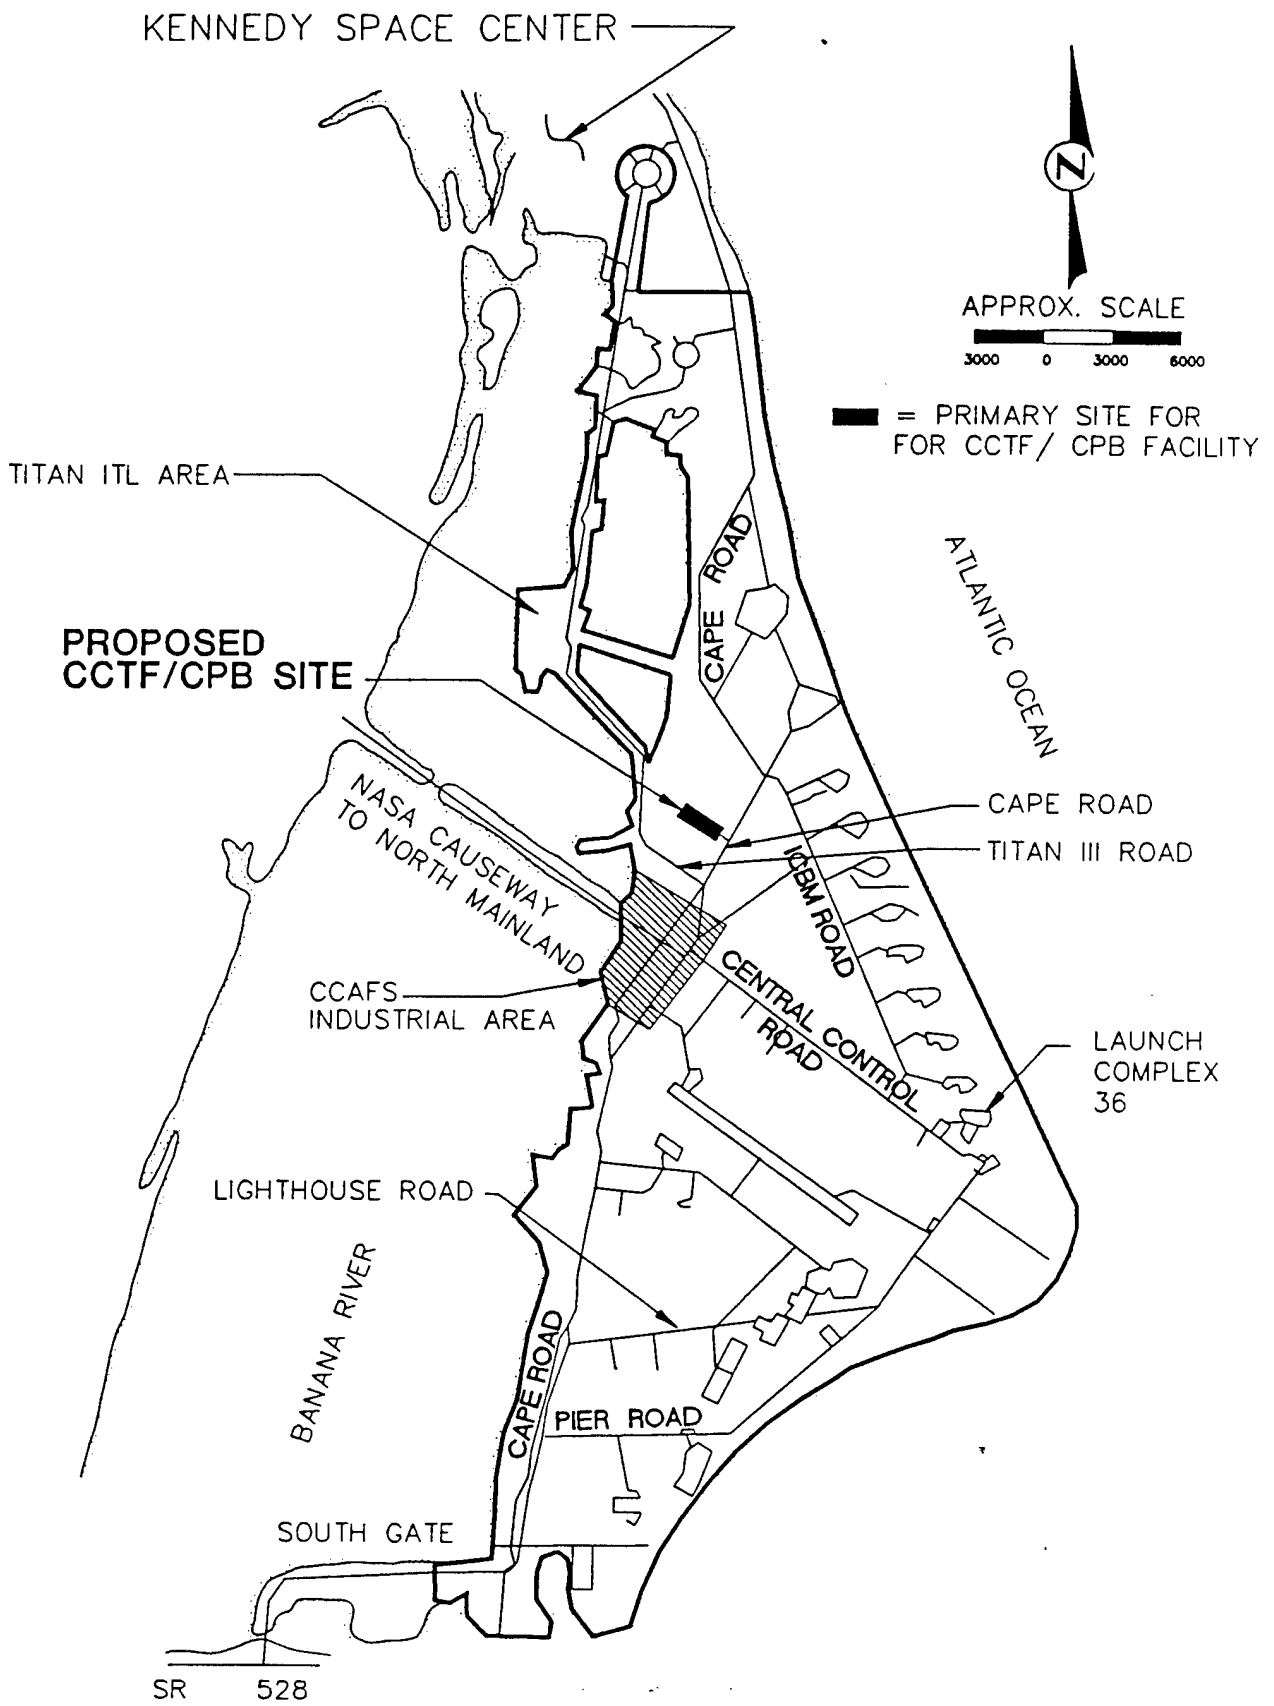 KENNEDY SPACE CENTER
N
APPROX. SCALE
3000 0 3000 6000
= PRIMARY SITE FOR
FOR CCTF/ CPB FACILITY
TITAN ITL AREA
CAPE ROAD
ATLANTIC OCEAN
PROPOSED
CCTF/CPB SITE
NASA CAUSEWAY
TO NORTH MAINLAND
CAPE ROAD
TITAN III ROAD
ICBM ROAD
CCAFS
INDUSTRIAL AREA
CENTRAL CONTROL
ROAD
LAUNCH
COMPLEX
36
LIGHTHOUSE ROAD
BANANA RIVER
CAPE ROAD
PIER ROAD
SOUTH GATE
SR 528